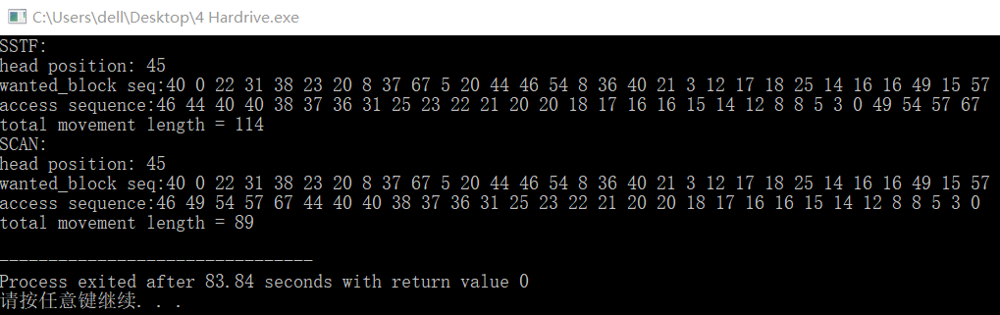 C:\Users\dell\Desktop\4 Hardrive.exe
SSTF:
head position: 45
wanted_block seq:40 0 22 31 38 23 20 8 37 67 5 20 44 46 54 8 36 40 21 3 12 17 18 25 14 16 16 49 15 57
access sequence:46 44 40 40 38 37 36 31 25 23 22 21 20 20 18 17 16 16 15 14 12 8 8 5 3 0 49 54 57 67
total movement length = 114
SCAN:
head position: 45
wanted_block seq:40 0 22 31 38 23 20 8 37 67 5 20 44 46 54 8 36 40 21 3 12 17 18 25 14 16 16 49 15 57
access sequence:46 49 54 57 67 44 40 40 38 37 36 31 25 23 22 21 20 20 18 17 16 16 15 14 12 8 8 5 3 0
total movement length = 89
--------------------------------
Process exited after 83.84 seconds with return value 0
请按任意键继续. . .